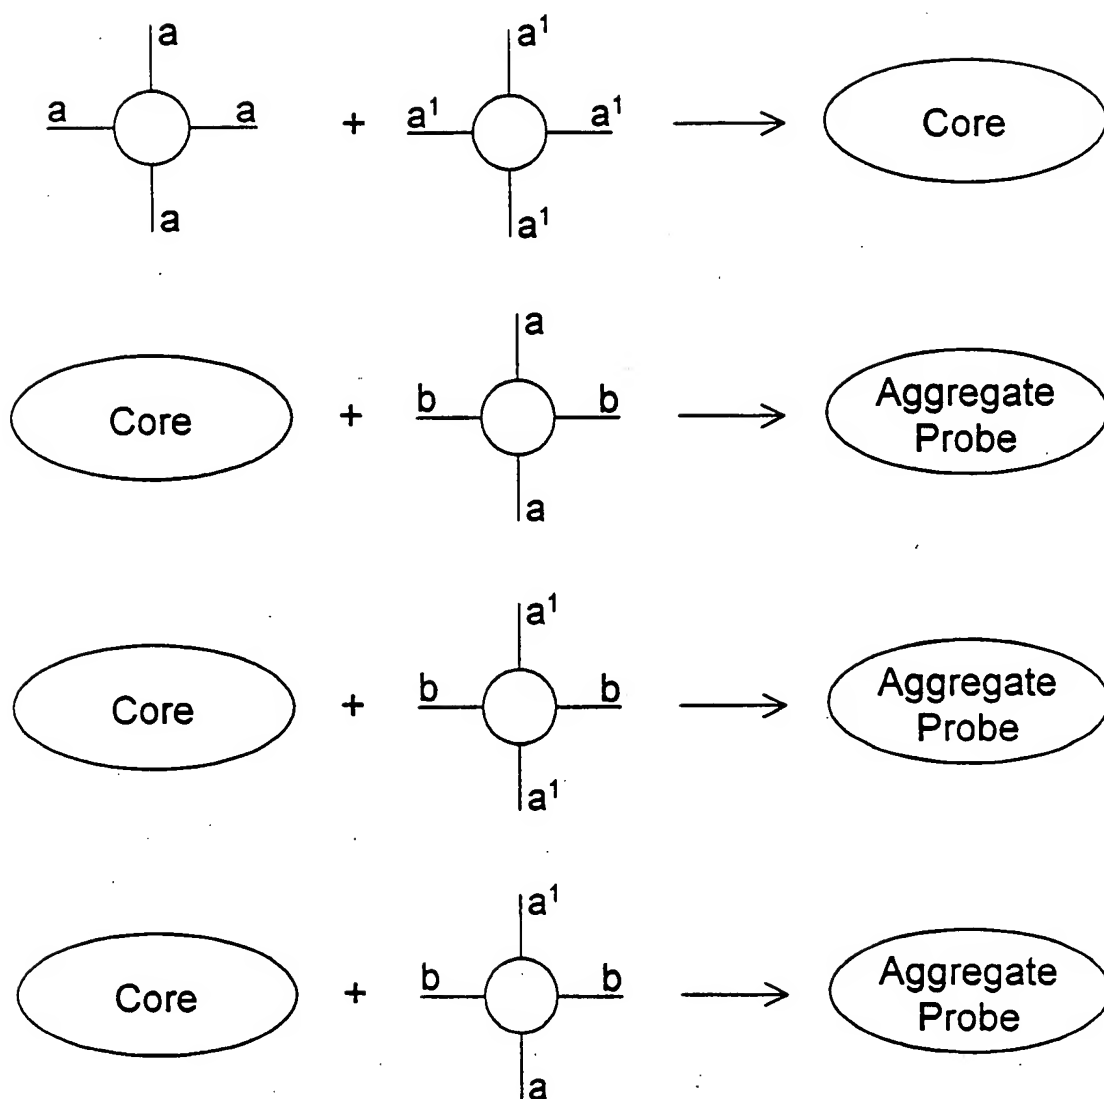 a a¹
a a + a¹ a¹ Core
a a¹
a
Core + b b Aggregate
Probe
a
a¹
Core + b b Aggregate
Probe
a¹
a¹
Core + b b Aggregate
Probe
a